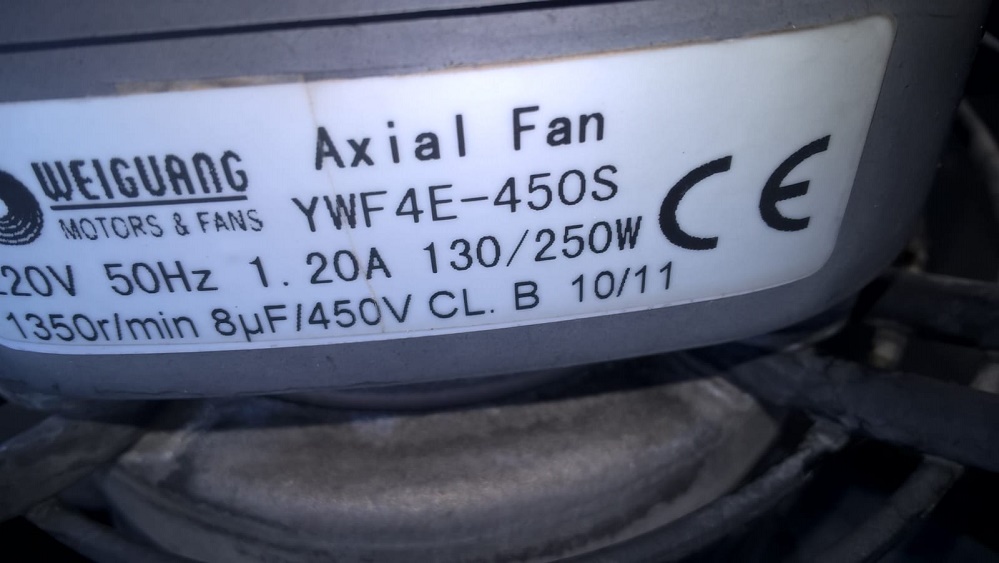 Axial Fan
WEIGUANG
MOTORS & FANS
YWF4E-450S
CE
20V 50Hz 1.20A 130/250W
1350r/min 8µF/450V CL. B 10/11